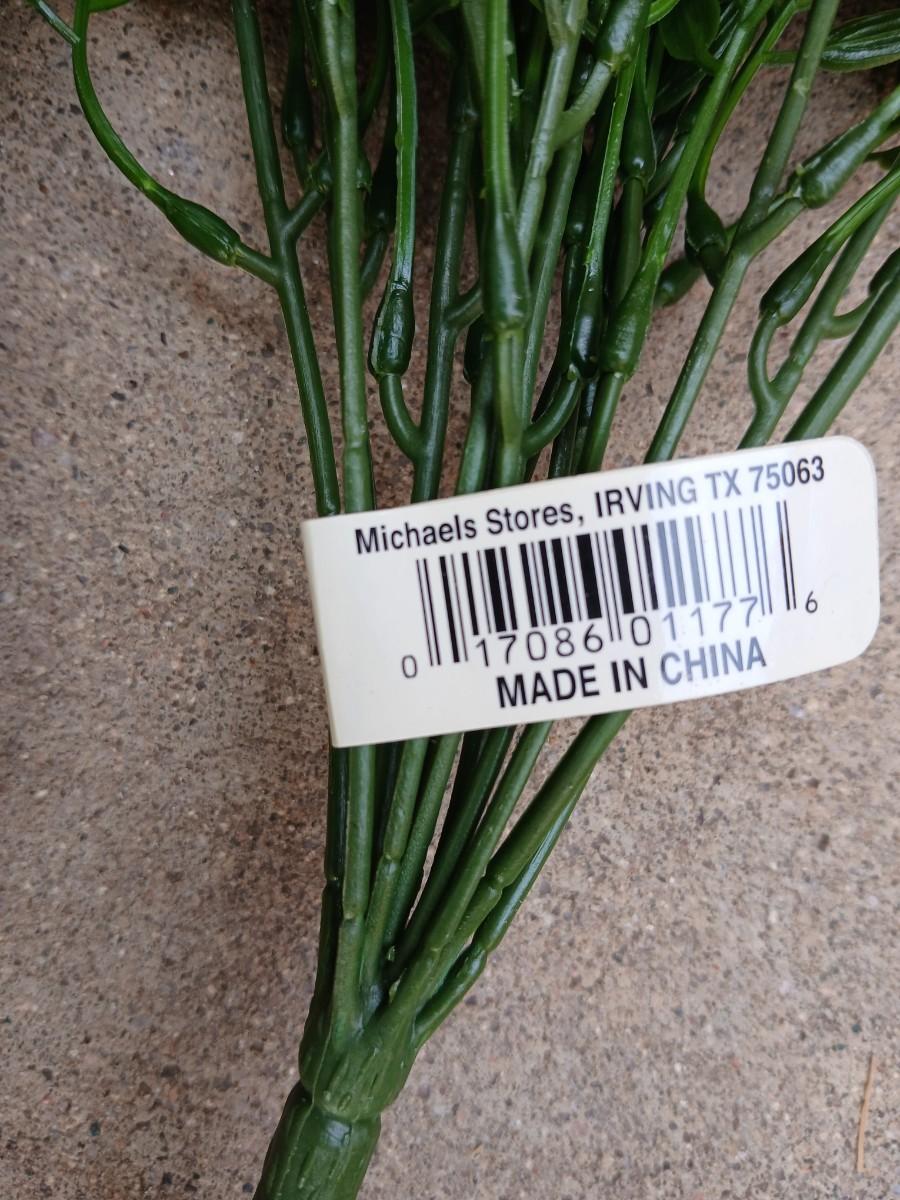 Michaels Stores, IRVING TX 75063
0 17086 01177 6
MADE IN CHINA